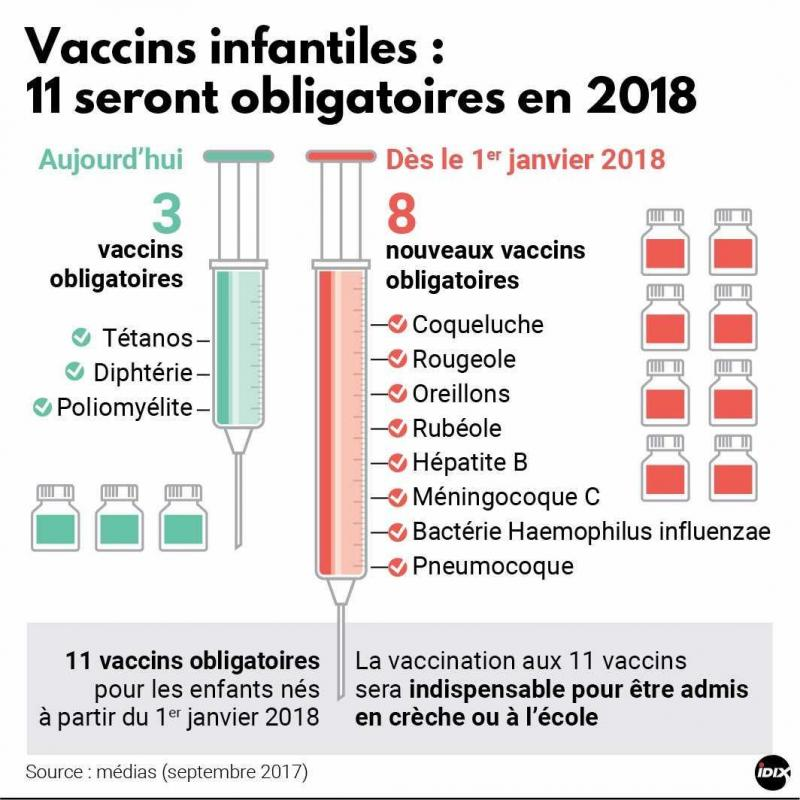 Vaccins infantiles :
11 seront obligatoires en 2018
Aujourd'hui
3
vaccins
obligatoires
Tétanos
Diphtérie
Poliomyélite
Dès le 1er janvier 2018
8
nouveaux vaccins
obligatoires
Coqueluche
Rougeole
Oreillons
Rubéole
Hépatite B
Méningocoque C
Bactérie Haemophilus influenzae
Pneumocoque
11 vaccins obligatoires
pour les enfants nés
à partir du 1er janvier 2018
La vaccination aux 11 vaccins
sera indispensable pour être admis
en crèche ou à l'école
Source : médias (septembre 2017)
iDIX